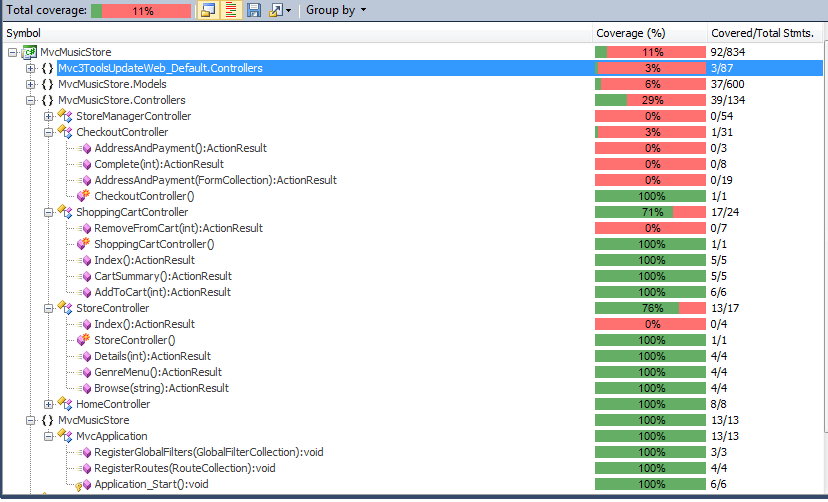 Total coverage: 11% Group by
Symbol Coverage (%) Covered/Total Stmts.
MvcMusicStore 11% 92/834
{} Mvc3ToolsUpdateWeb_Default.Controllers 3% 3/87
{} MvcMusicStore.Models 6% 37/600
{} MvcMusicStore.Controllers 29% 39/134
StoreManagerController 0% 0/54
CheckoutController 3% 1/31
AddressAndPayment():ActionResult 0% 0/3
Complete(int):ActionResult 0% 0/8
AddressAndPayment(FormCollection):ActionResult 0% 0/19
CheckoutController() 100% 1/1
ShoppingCartController 71% 17/24
RemoveFromCart(int):ActionResult 0% 0/7
ShoppingCartController() 100% 1/1
Index():ActionResult 100% 5/5
CartSummary():ActionResult 100% 5/5
AddToCart(int):ActionResult 100% 6/6
StoreController 76% 13/17
Index():ActionResult 0% 0/4
StoreController() 100% 1/1
Details(int):ActionResult 100% 4/4
GenreMenu():ActionResult 100% 4/4
Browse(string):ActionResult 100% 4/4
HomeController 100% 8/8
{} MvcMusicStore 100% 13/13
MvcApplication 100% 13/13
RegisterGlobalFilters(GlobalFilterCollection):void 100% 3/3
RegisterRoutes(RouteCollection):void 100% 4/4
Application_Start():void 100% 6/6